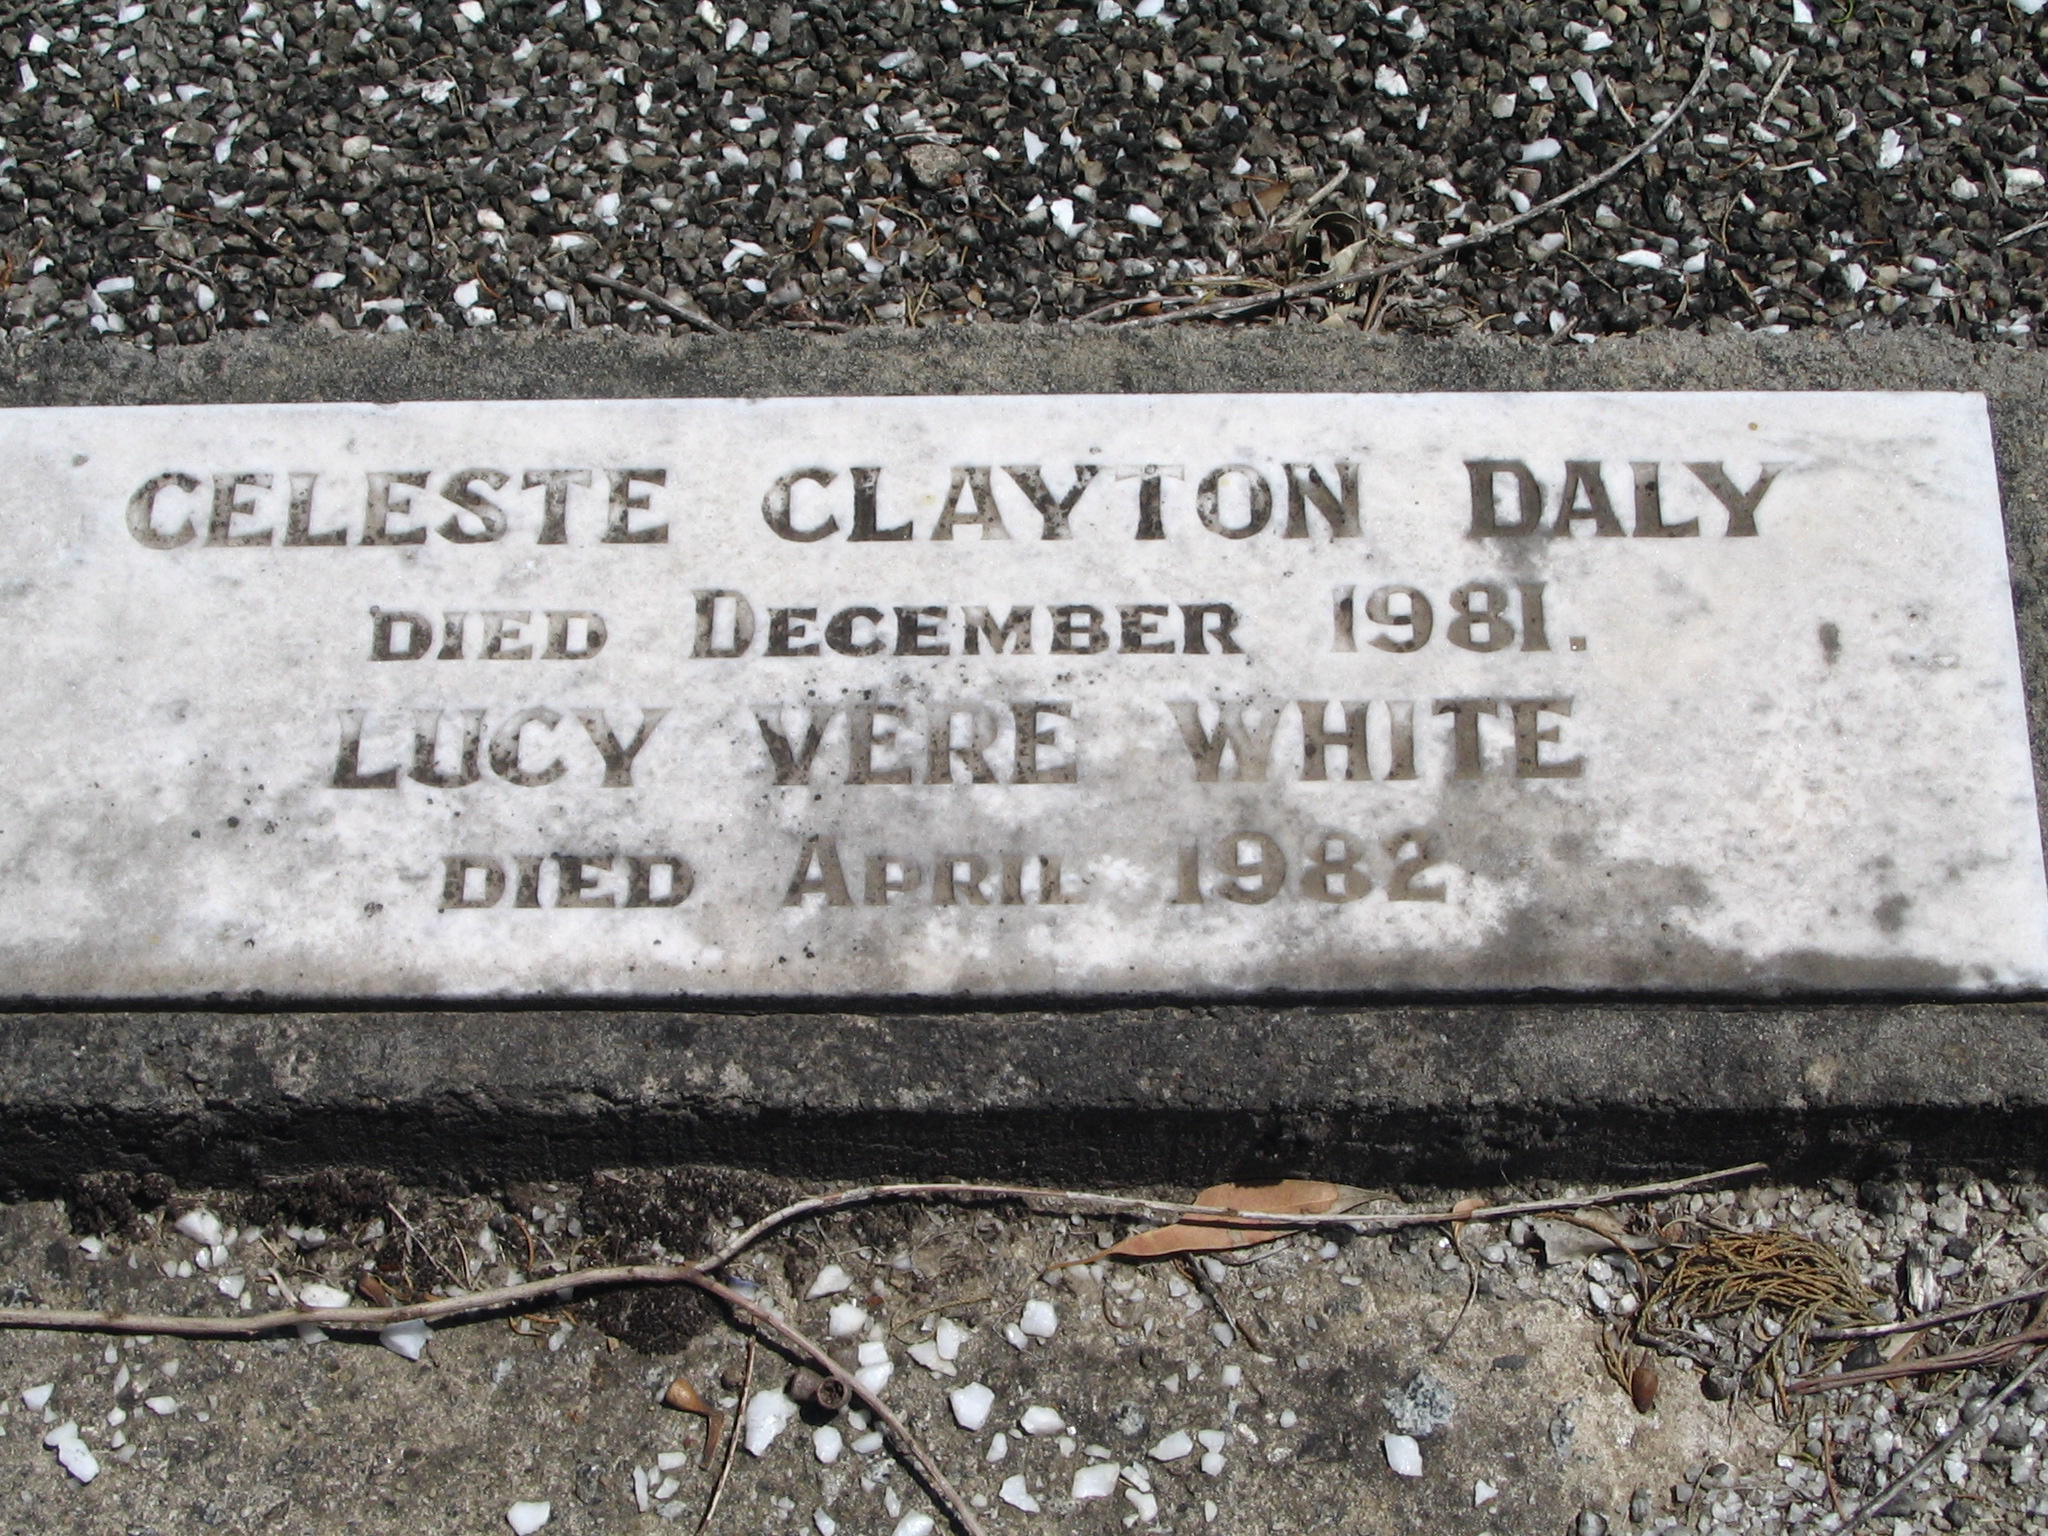 CELESTE CLAYTON DALY
DIED DECEMBER 1981.
LUCY VERE WHITE
DIED APRIL 1982